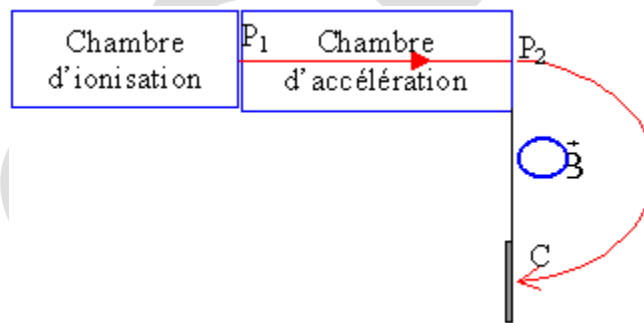 Chambre
d'ionisation
P₁
Chambre
d'accélération
P₂
B⃗
C